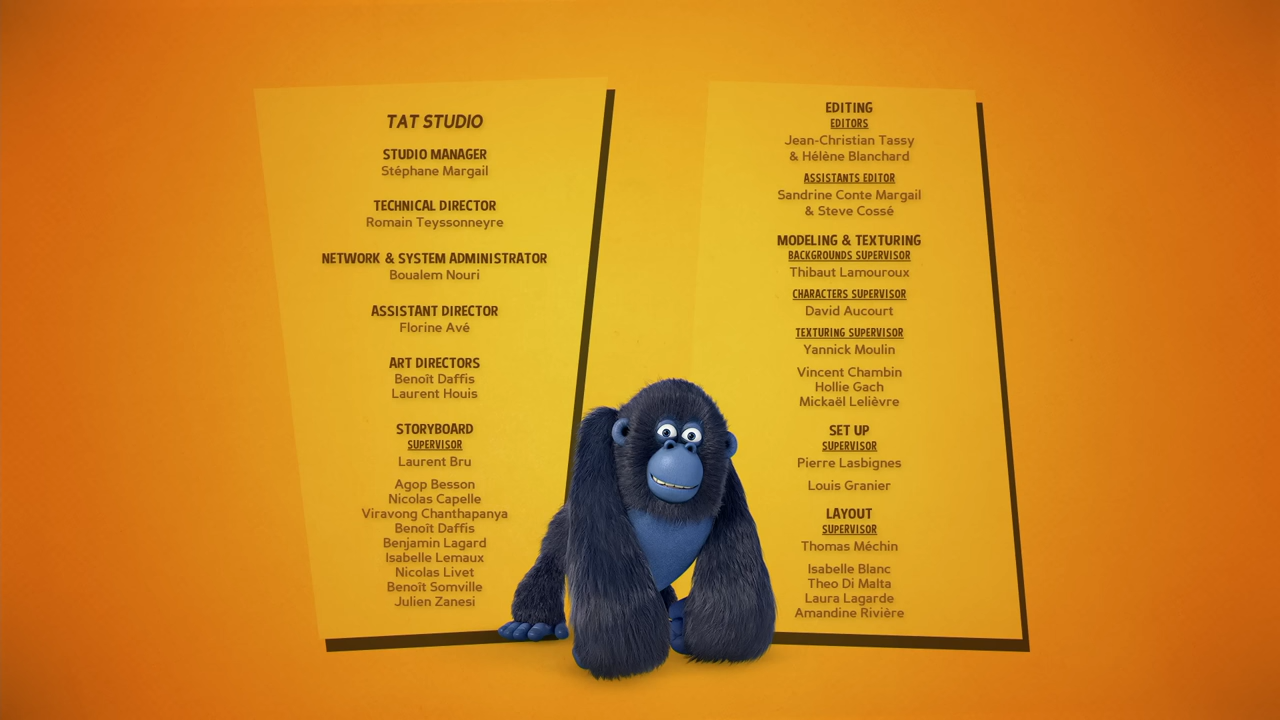 TAT STUDIO
STUDIO MANAGER
Stéphane Margail
TECHNICAL DIRECTOR
Romain Teyssonneyre
NETWORK & SYSTEM ADMINISTRATOR
Boualem Nouri
ASSISTANT DIRECTOR
Florine Avé
ART DIRECTORS
Benoît Daffis
Laurent Houis
STORYBOARD
SUPERVISOR
Laurent Bru
Agop Besson
Nicolas Capelle
Viravong Chanthapanya
Benoît Daffis
Benjamin Lagard
Isabelle Lemaux
Nicolas Livet
Benoît Somville
Julien Zanesi
EDITING
EDITORS
Jean-Christian Tassy
& Hélène Blanchard
ASSISTANTS EDITOR
Sandrine Conte Margail
& Steve Cossé
MODELING & TEXTURING
BACKGROUNDS SUPERVISOR
Thibaut Lamouroux
CHARACTERS SUPERVISOR
David Aucourt
TEXTURING SUPERVISOR
Yannick Moulin
Vincent Chambin
Hollie Gach
Mickaël Lelièvre
SET UP
SUPERVISOR
Pierre Lasbignes
Louis Granier
LAYOUT
SUPERVISOR
Thomas Méchin
Isabelle Blanc
Theo Di Malta
Laura Lagarde
Amandine Rivière